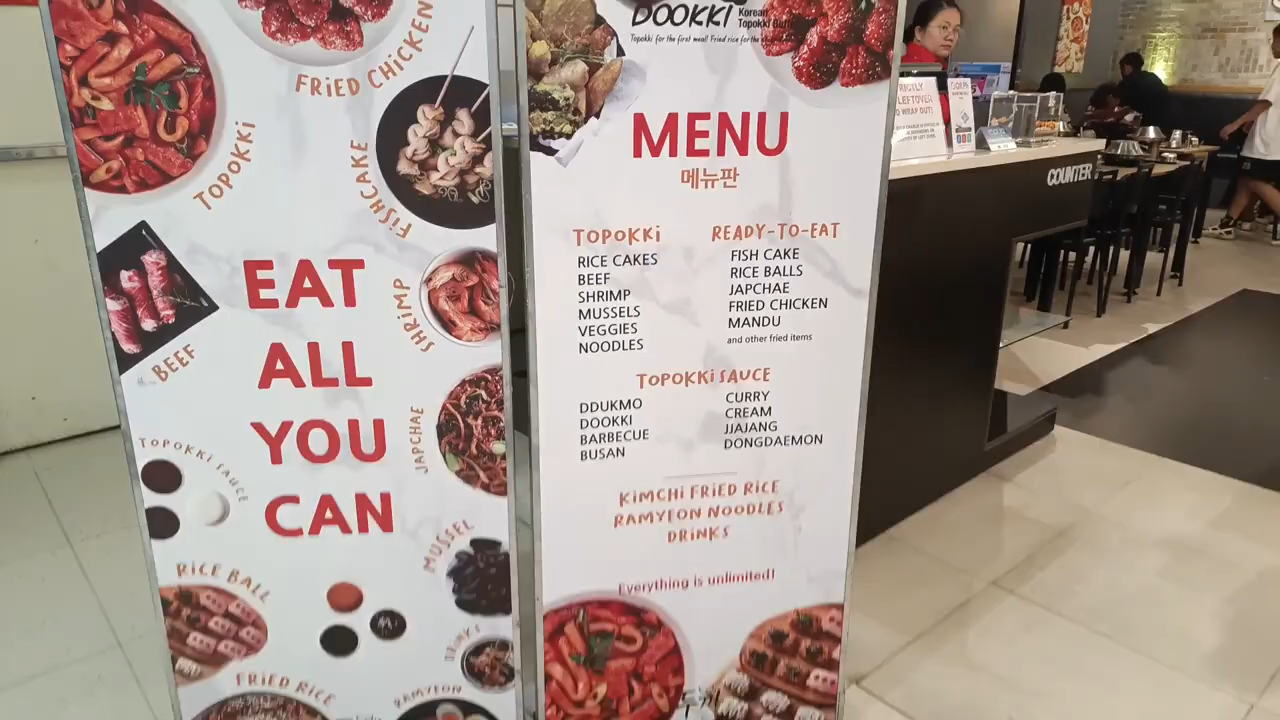 FRIED CHICKEN
TOPOKKI
FISHCAKE
SHRIMP
BEEF
EAT
ALL
YOU
CAN
JAPCHAE
TOPOKKI SAUCE
MUSSEL
RICE BALL
DRINKS
FRIED RICE
RAMYEON
DOOKKI Korean
Topokki
Topokki for the first meal! Fried rice for the
MENU
메뉴판
TOPOKKI
RICE CAKES
BEEF
SHRIMP
MUSSELS
VEGGIES
NOODLES
READY-TO-EAT
FISH CAKE
RICE BALLS
JAPCHAE
FRIED CHICKEN
MANDU
and other fried items
TOPOKKI SAUCE
DDUKMO
DOOKKI
BARBECUE
BUSAN
CURRY
CREAM
JJAJANG
DONGDAEMON
KIMCHI FRIED RICE
RAMYEON NOODLES
DRINKS
Everything is unlimited!
LEFTOVER
WRAP OUT!
COUNTER